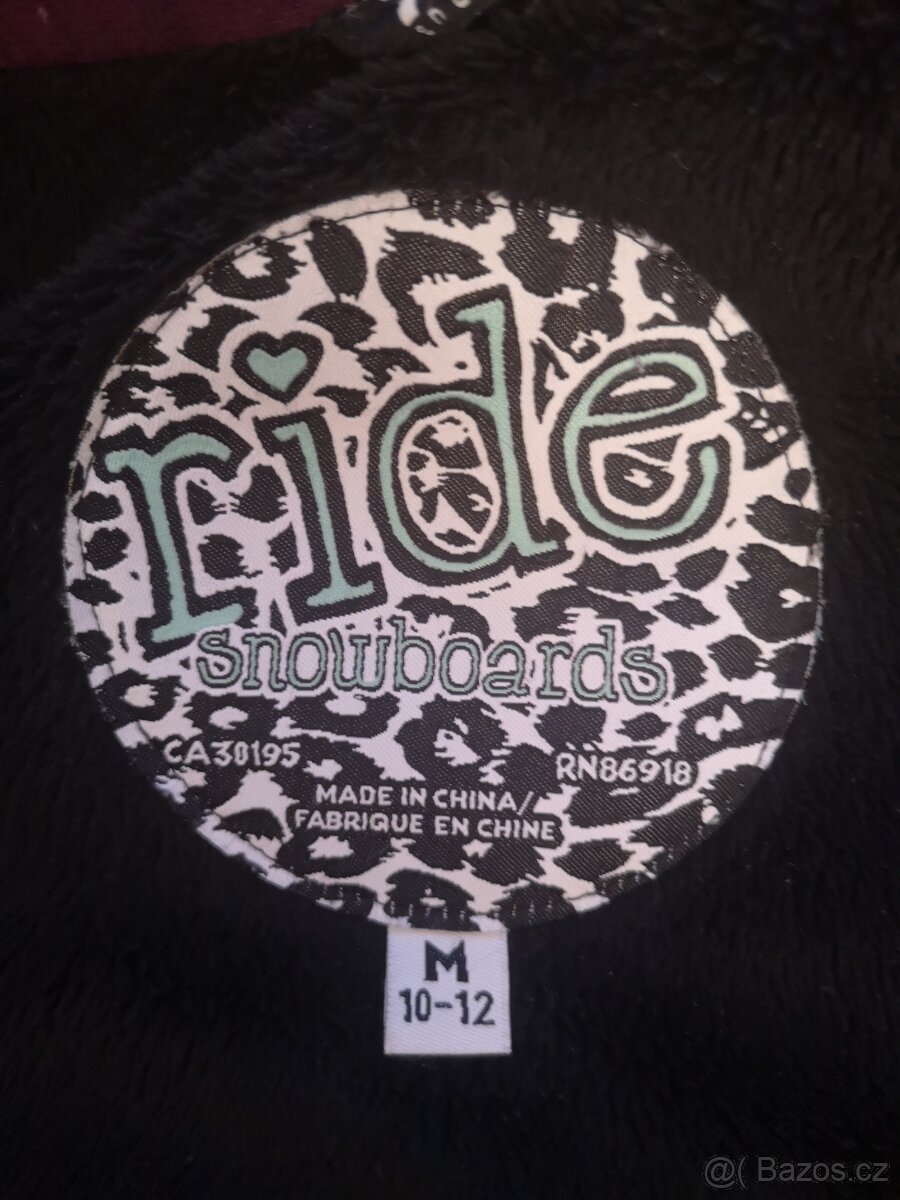 ride
snowboards
CA30195 RN86918
MADE IN CHINA/
FABRIQUE EN CHINE
M
10-12
@( Bazos.cz